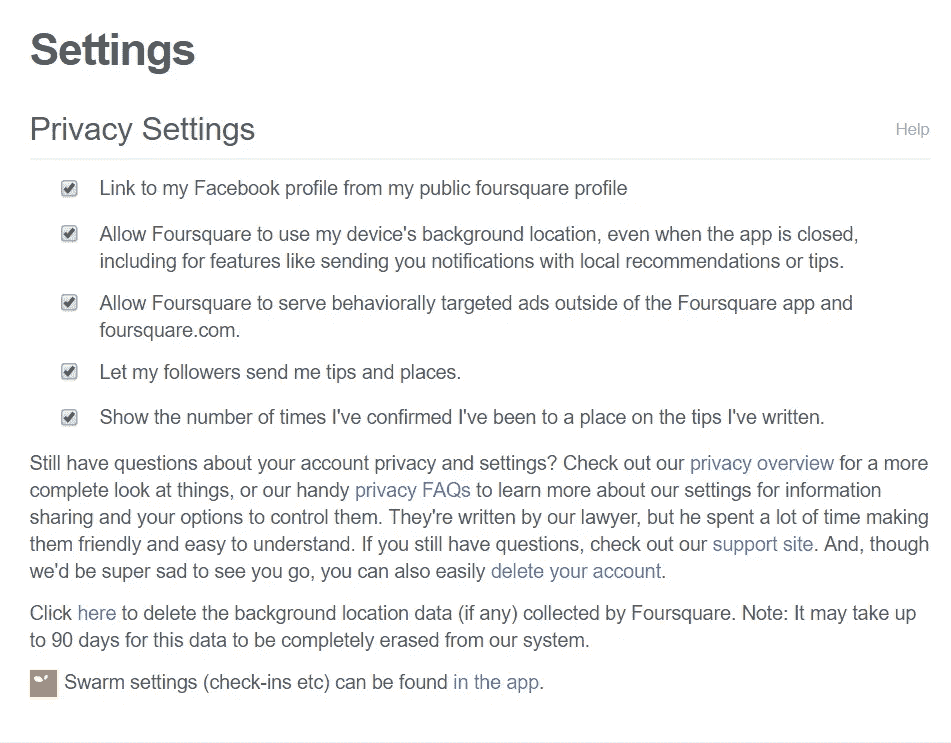 Settings
Privacy Settings
Help
Link to my Facebook profile from my public foursquare profile
Allow Foursquare to use my device's background location, even when the app is closed,
including for features like sending you notifications with local recommendations or tips.
Allow Foursquare to serve behaviorally targeted ads outside of the Foursquare app and
foursquare.com.
Let my followers send me tips and places.
Show the number of times I've confirmed I've been to a place on the tips I've written.
Still have questions about your account privacy and settings? Check out our privacy overview for a more
complete look at things, or our handy privacy FAQs to learn more about our settings for information
sharing and your options to control them. They're written by our lawyer, but he spent a lot of time making
them friendly and easy to understand. If you still have questions, check out our support site. And, though
we'd be super sad to see you go, you can also easily delete your account.
Click here to delete the background location data (if any) collected by Foursquare. Note: It may take up
to 90 days for this data to be completely erased from our system.
Swarm settings (check-ins etc) can be found in the app.